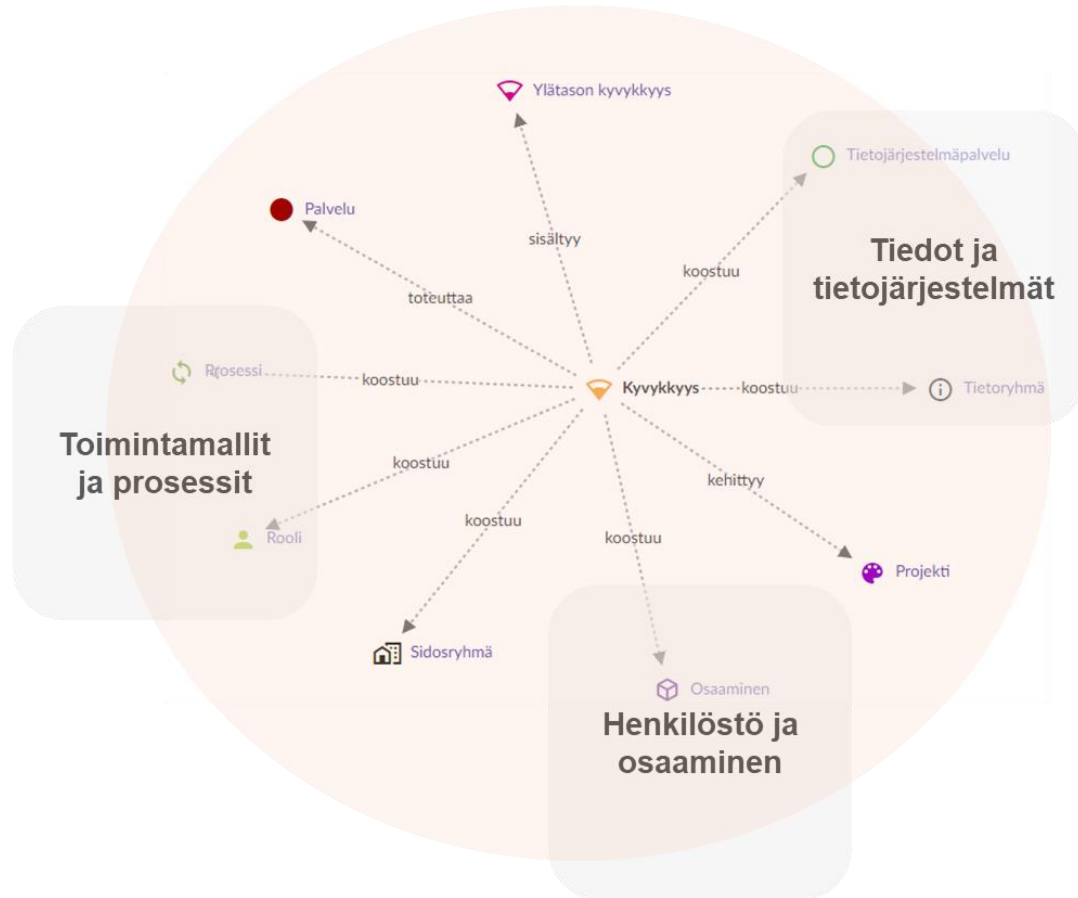 Ylätason kyvykkyys
Tietojärjestelmäpalvelu
Palvelu
sisältyy
Tiedot ja
tietojärjestelmät
koostuu
toteuttaa
Prosessi
koostuu
Kyvykkyys
koostuu
Tietoryhmä
Toimintamallit
ja prosessit
koostuu
kehittyy
koostuu
koostuu
Rooli
Projekti
Sidosryhmä
Osaaminen
Henkilöstö ja
osaaminen